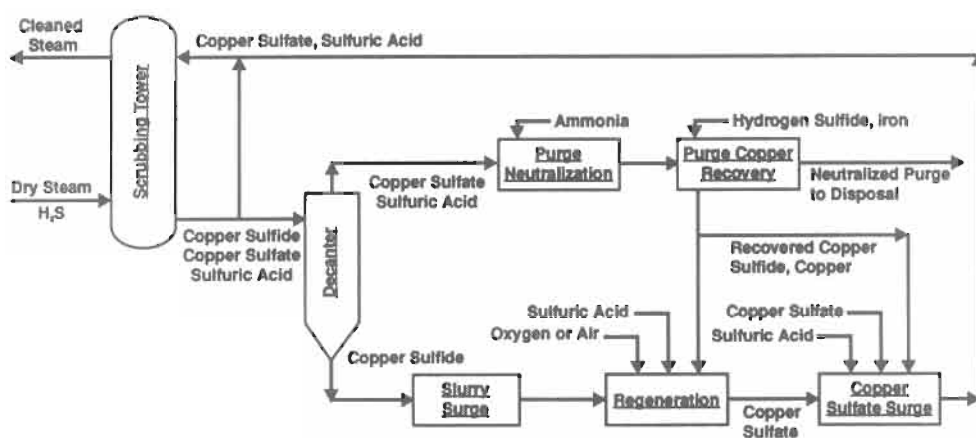 Cleaned
Steam
Copper Sulfate, Sulfuric Acid
Scrubbing Tower
Dry Steam
H₂S
Ammonia
Hydrogen Sulfide, Iron
Purge
Neutralization
Purge Copper
Recovery
Neutralized Purge
to Disposal
Copper Sulfate
Sulfuric Acid
Copper Sulfide
Copper Sulfate
Sulfuric Acid
Decanter
Recovered Copper
Sulfide, Copper
Sulfuric Acid
Oxygen or Air
Copper Sulfate
Sulfuric Acid
Copper Sulfide
Slurry
Surge
Regeneration
Copper
Sulfate
Copper
Sulfate Surge